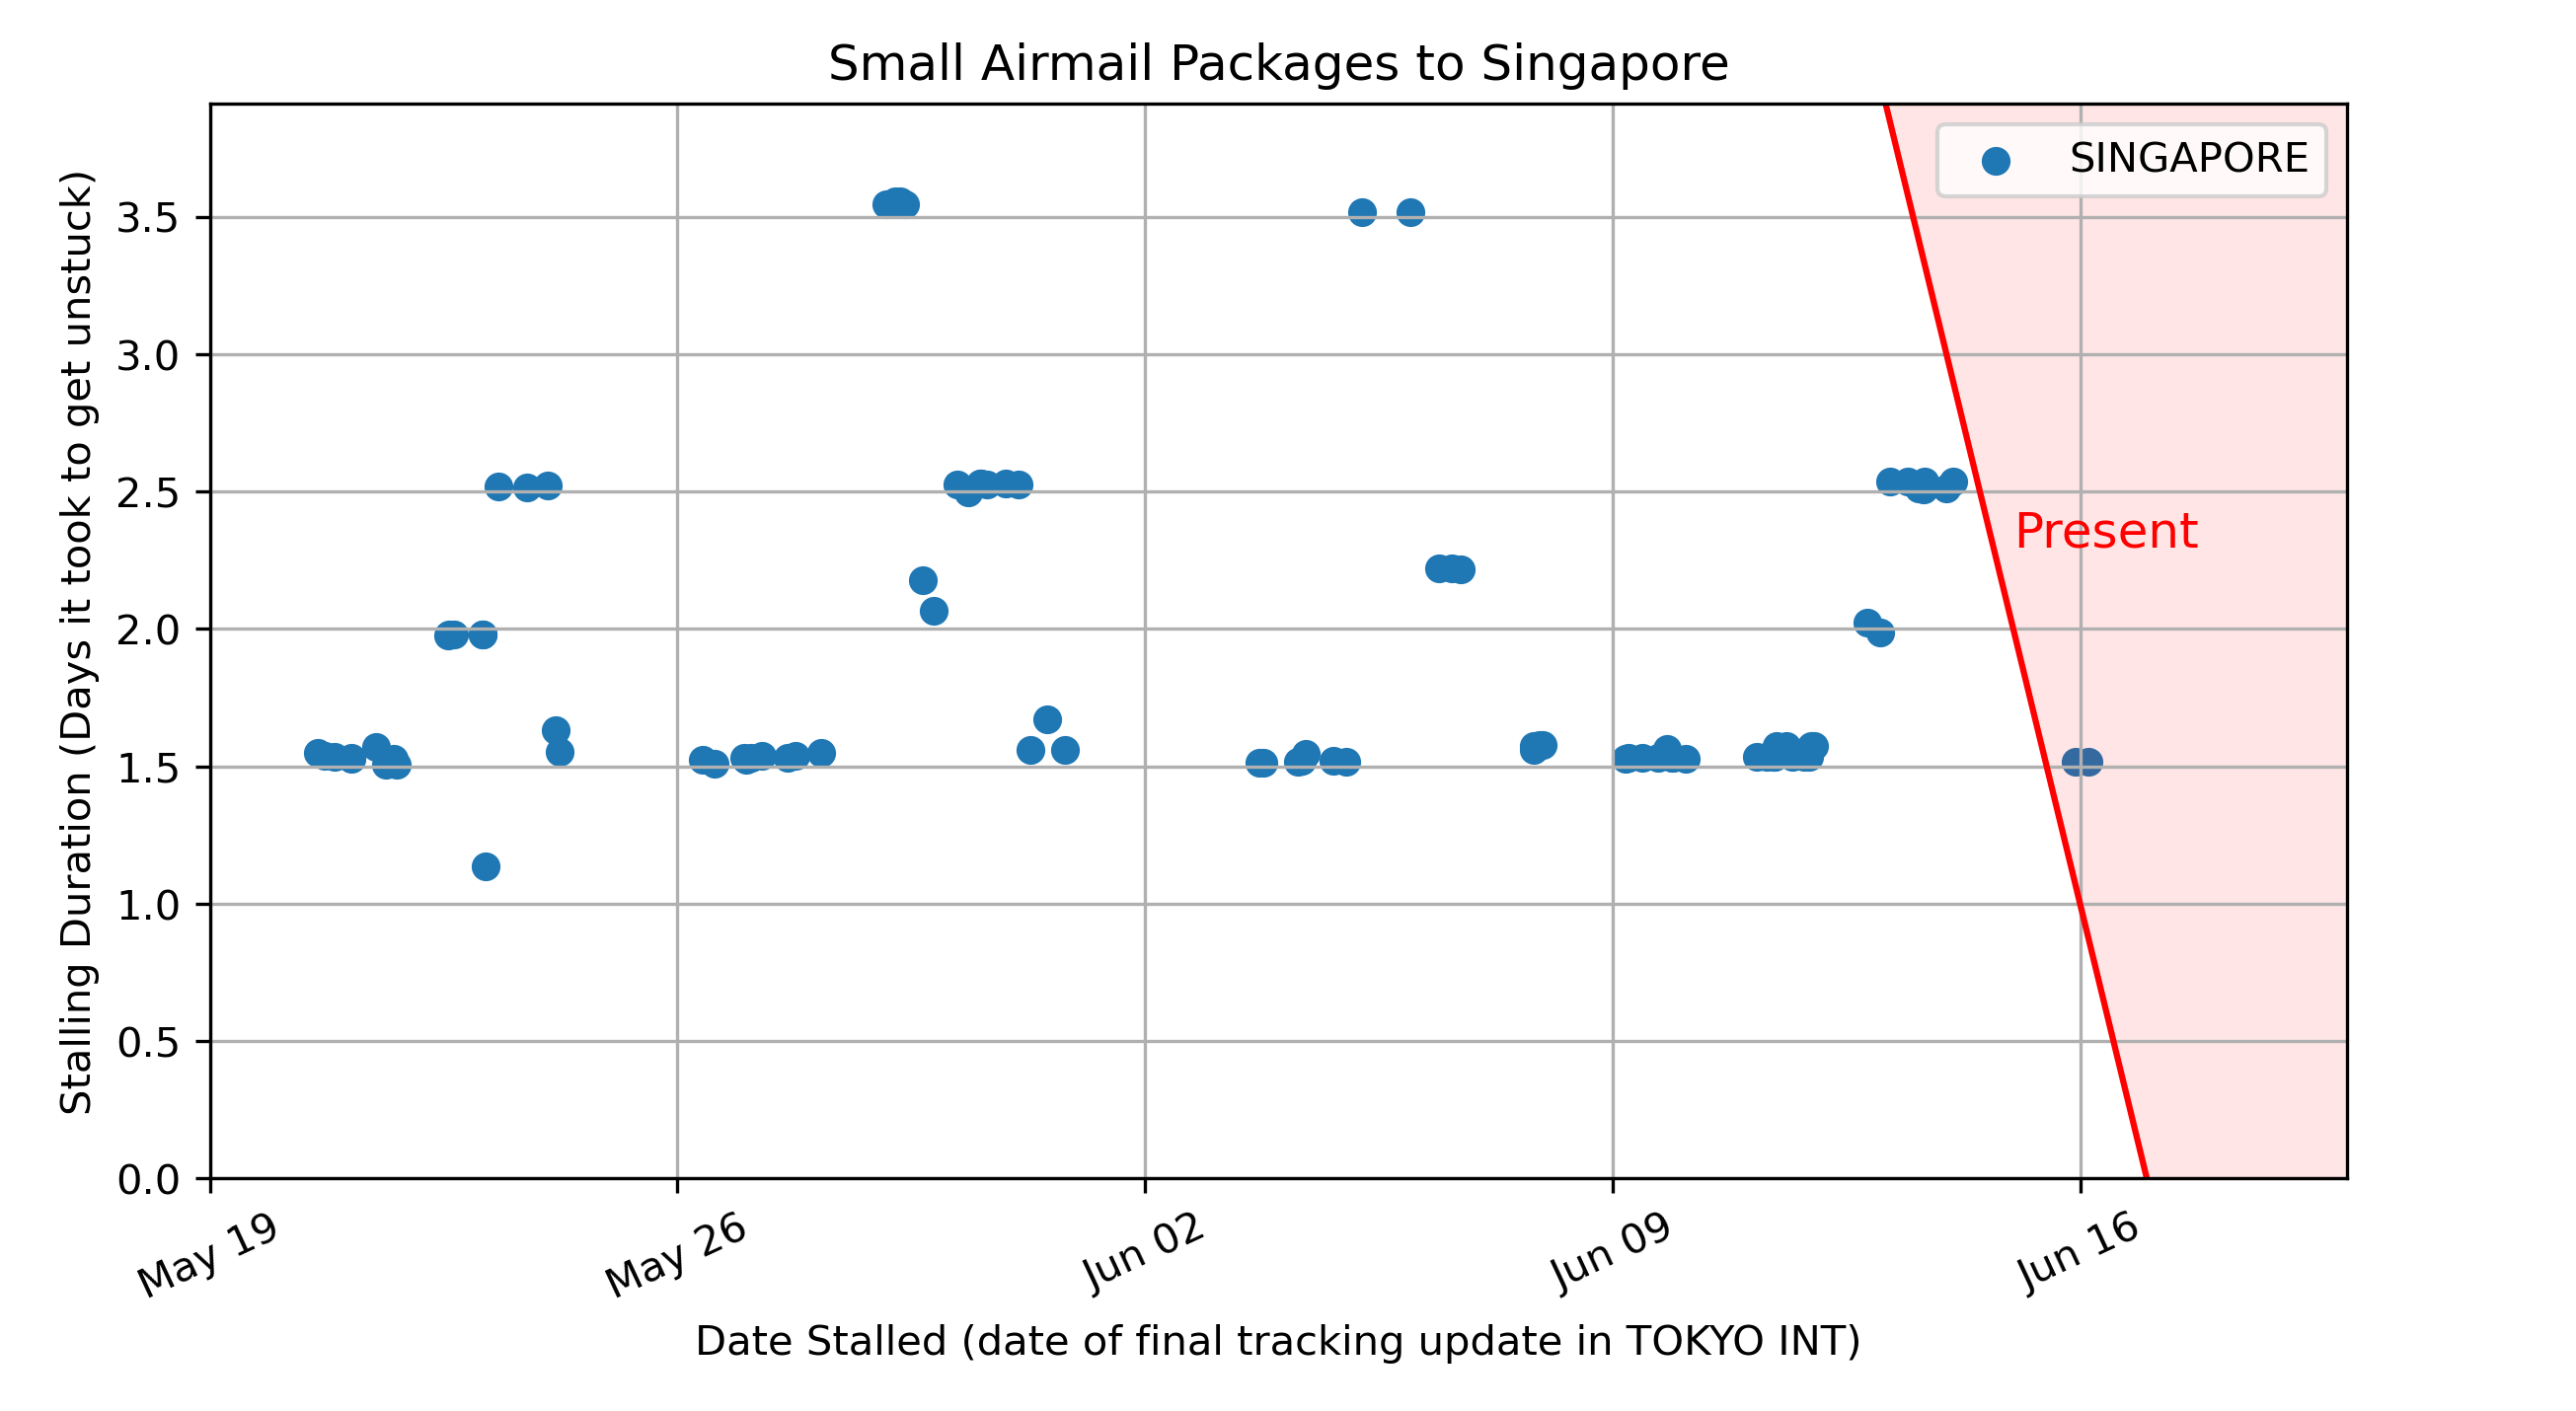 Small Airmail Packages to Singapore
SINGAPORE
Stalling Duration (Days it took to get unstuck)
3.5
3.0
2.5
2.0
1.5
1.0
0.5
0.0
Present
May 19
May 26
Jun 02
Jun 09
Jun 16
Date Stalled (date of final tracking update in TOKYO INT)